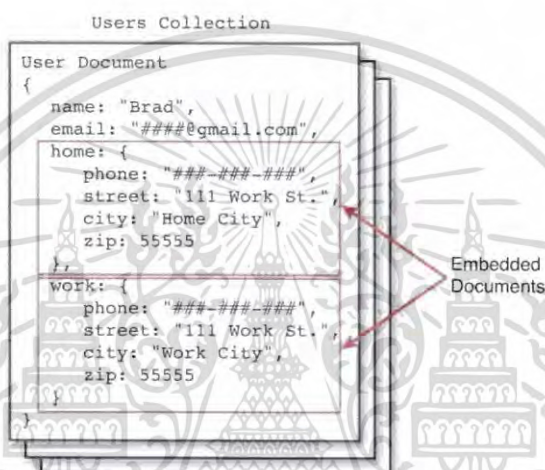 Users Collection
User Document
{
name: "Brad",
email: "####@gmail.com",
home: {
phone: "###-###-###",
street: "111 Work St.",
city: "Home City",
zip: 55555
},
work: {
phone: "###-###-###",
street: "111 Work St.",
city: "Work City",
zip: 55555
}
}
Embedded
Documents